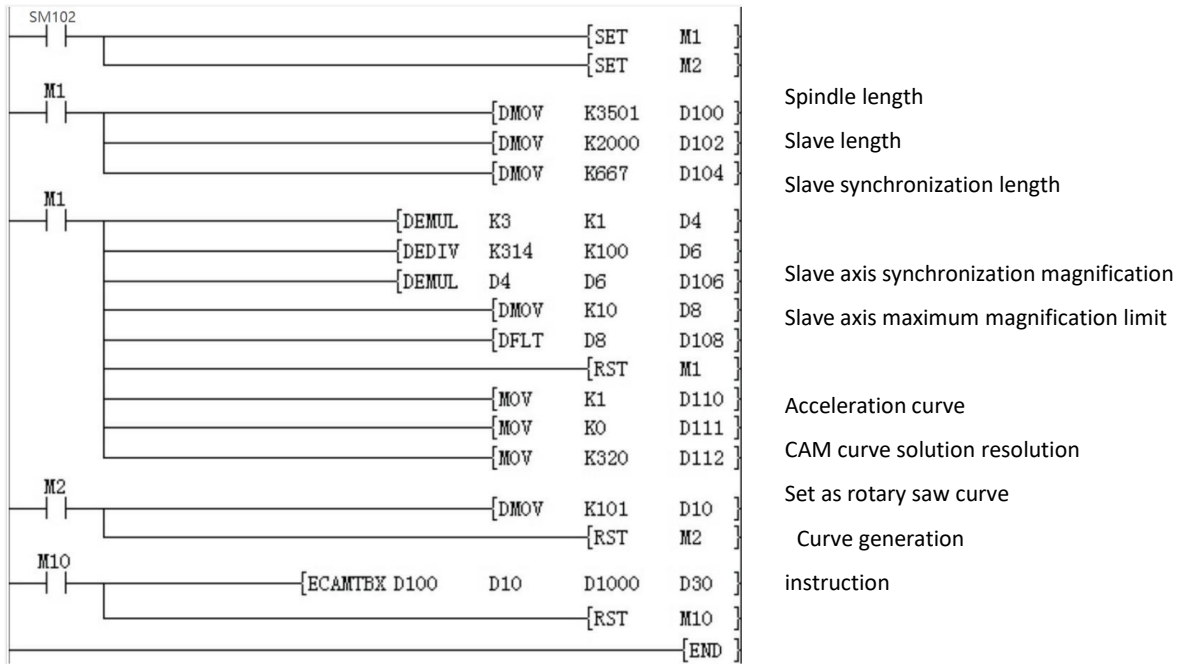 SM102
[SET M1 ]
[SET M2 ]
M1
[DMOV K3501 D100 ] Spindle length
[DMOV K2000 D102 ] Slave length
[DMOV K667 D104 ] Slave synchronization length
M1
[DEMUL K3 K1 D4 ]
[DEDIV K314 K100 D6 ]
[DEMUL D4 D6 D106 ] Slave axis synchronization magnification
[DMOV K10 D8 ] Slave axis maximum magnification limit
[DFLT D8 D108 ]
[RST M1 ]
[MOV K1 D110 ] Acceleration curve
[MOV K0 D111 ] CAM curve solution resolution
[MOV K320 D112 ]
M2
Set as rotary saw curve
[DMOV K101 D10 ]
[RST M2 ] Curve generation
M10
[ECAMTBX D100 D10 D1000 D30 ] instruction
[RST M10 ]
[END ]